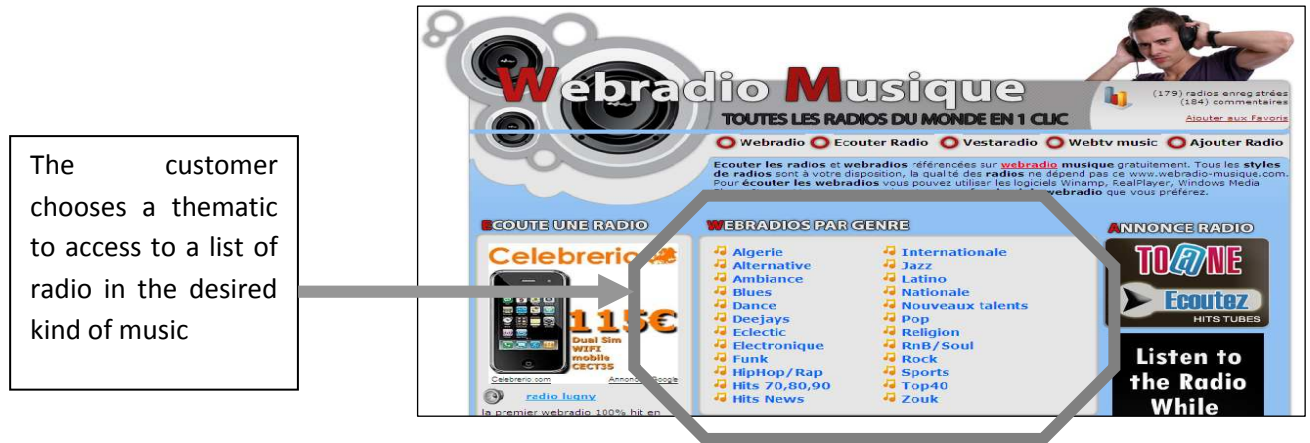 The customer
chooses a thematic
to access to a list of
radio in the desired
kind of music
Webradio Musique
TOUTES LES RADIOS DU MONDE EN 1 CLIC
(179) radios enregistrées
(184) commentaires
Ajouter aux Favoris
Webradio Ecouter Radio Vestaradio Webtv music Ajouter Radio
Ecouter les radios et webradios référencées sur webradio musique gratuitement. Tous les styles
de radios sont à votre disposition, la qualité des radios ne dépend pas ce www.webradio-musique.com.
Pour écouter les webradios vous pouvez utiliser les logiciels Winamp, RealPlayer, Windows Media
webradio que vous préferez.
ECOUTE UNE RADIO
Celebrerio
115€
Dual Sim
WIFI
mobile
CECT35
Celebrerio.com Annonces Google
radio lugny
la premier webradio 100% hit en
WEBRADIOS PAR GENRE
Algerie
Alternative
Ambiance
Blues
Dance
Deejays
Eclectic
Electronique
Funk
HipHop/Rap
Hits 70,80,90
Hits News
Internationale
Jazz
Latino
Nationale
Nouveaux talents
Pop
Religion
RnB/Soul
Rock
Sports
Top40
Zouk
ANNONCE RADIO
TO@NE
Ecoutez
HITS TUBES
Listen to
the Radio
While